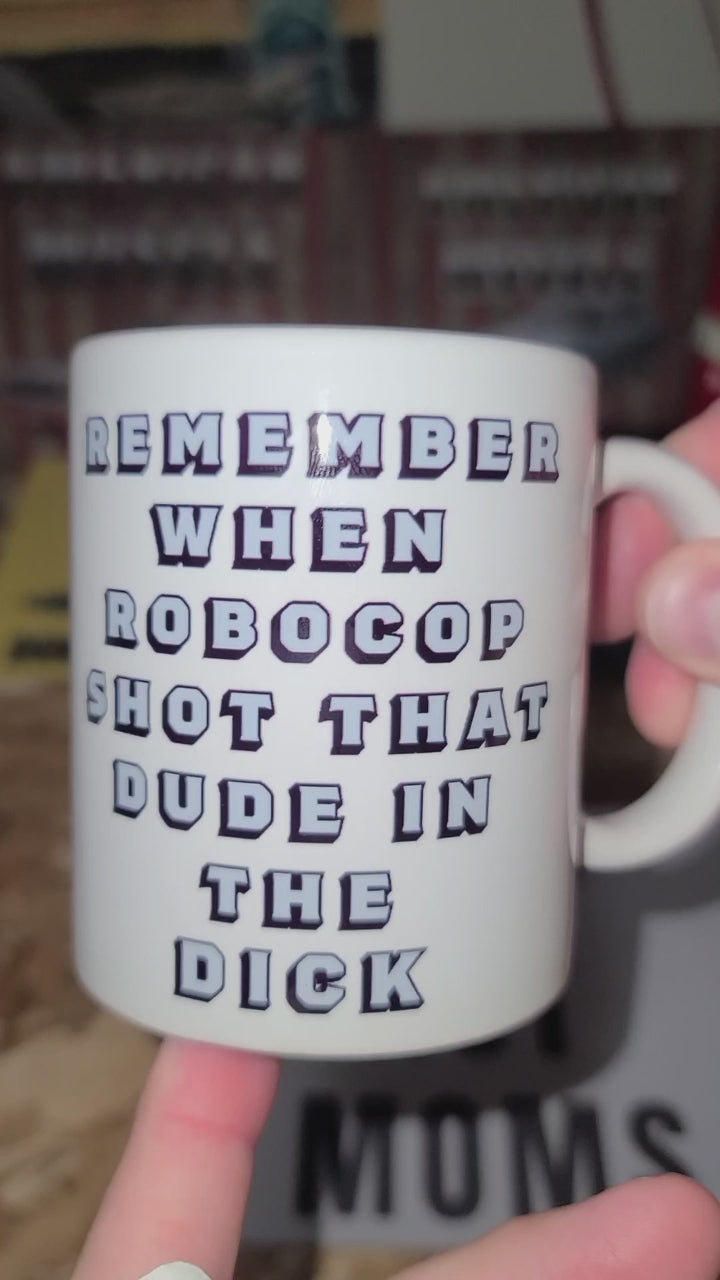 REMEMBER
WHEN
ROBOCOP
SHOT THAT
DUDE IN
THE
DICK
MOMS